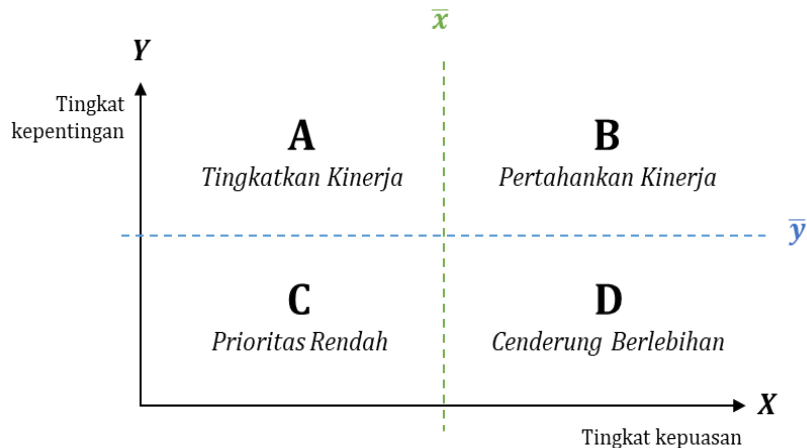 x̅
Y
Tingkat
kepentingan
A
Tingkatkan Kinerja
B
Pertahankan Kinerja
y̅
C
Prioritas Rendah
D
Cenderung Berlebihan
X
Tingkat kepuasan